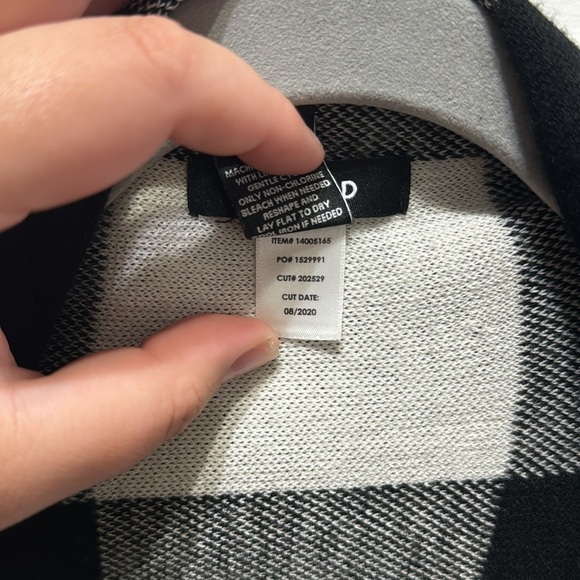 WITH
GENTLE
ONLY NON-CHLORINE
BLEACH WHEN NEEDED
RESHAPE AND
LAY FLAT TO DRY
IRON IF NEEDED
D
ITEM# 14005165
PO# 1529991
CUT# 202529
CUT DATE:
08/2020